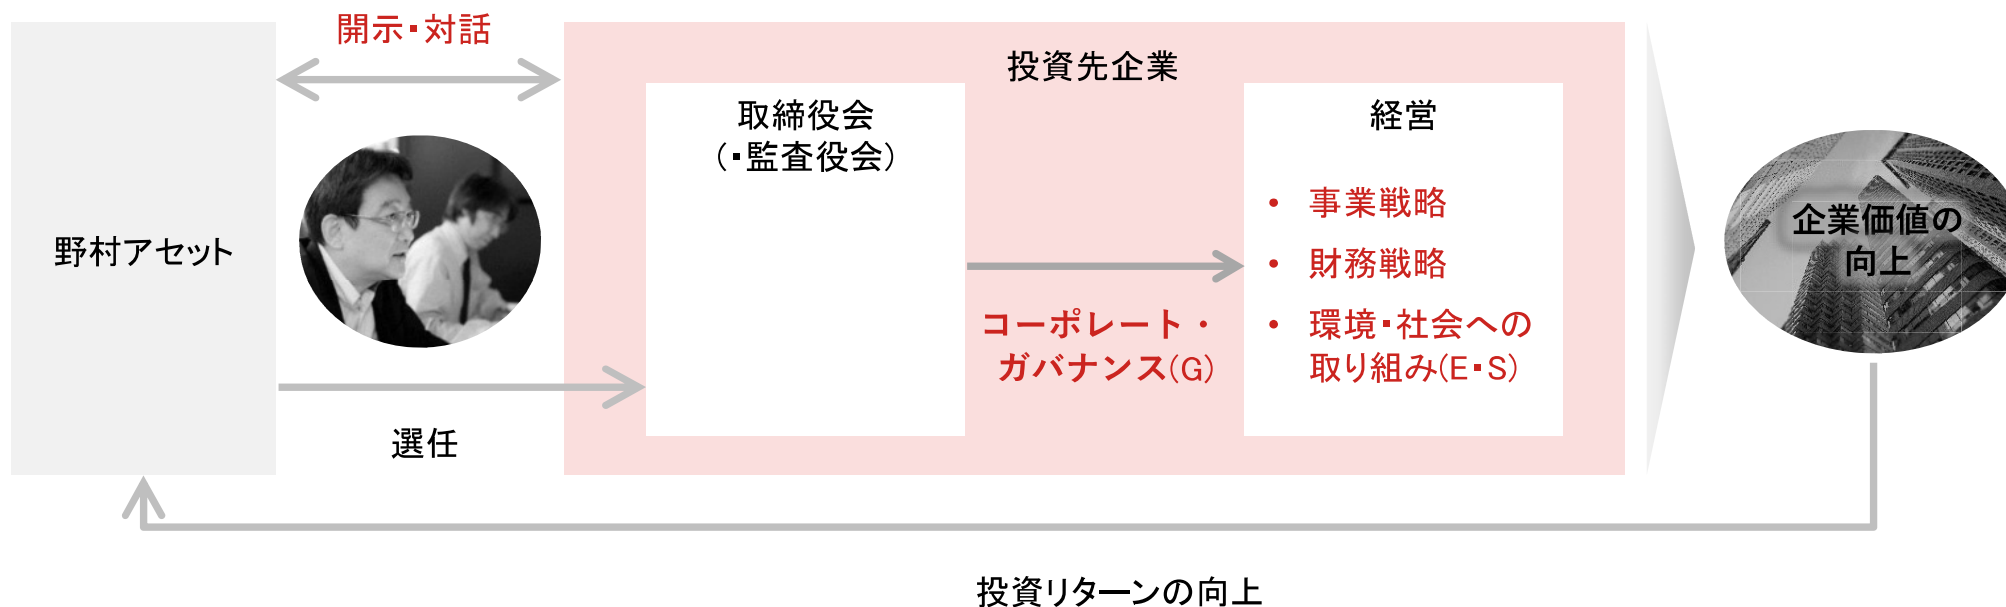 開示・対話
野村アセット
選任
投資先企業
取締役会
(・監査役会)
コーポレート・
ガバナンス(G)
経営
• 事業戦略
• 財務戦略
• 環境・社会への
取り組み(E・S)
企業価値の
向上
投資リターンの向上